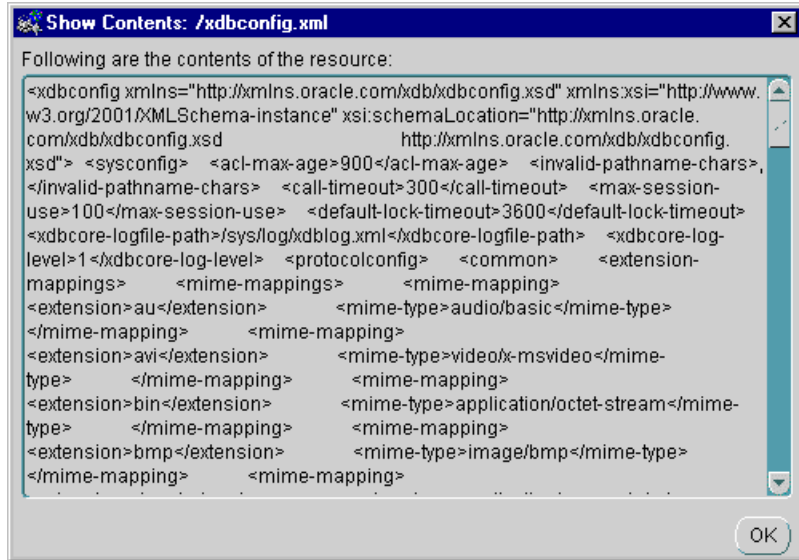 Show Contents: /xdbconfig.xml
Following are the contents of the resource:
<xdbconfig xmlns="http://xmlns.oracle.com/xdb/xdbconfig.xsd" xmlns:xsi="http://www.
w3.org/2001/XMLSchema-instance" xsi:schemaLocation="http://xmlns.oracle.
com/xdb/xdbconfig.xsd http://xmlns.oracle.com/xdb/xdbconfig.
xsd"> <sysconfig> <acl-max-age>900</acl-max-age> <invalid-pathname-chars>,
</invalid-pathname-chars> <call-timeout>300</call-timeout> <max-session-
use>100</max-session-use> <default-lock-timeout>3600</default-lock-timeout>
<xdbcore-logfile-path>/sys/log/xdblog.xml</xdbcore-logfile-path> <xdbcore-log-
level>1</xdbcore-log-level> <protocolconfig> <common> <extension-
mappings> <mime-mappings> <mime-mapping>
<extension>au</extension> <mime-type>audio/basic</mime-type>
</mime-mapping> <mime-mapping>
<extension>avi</extension> <mime-type>video/x-msvideo</mime-
type> </mime-mapping> <mime-mapping>
<extension>bin</extension> <mime-type>application/octet-stream</mime-
type> </mime-mapping> <mime-mapping>
<extension>bmp</extension> <mime-type>image/bmp</mime-type>
</mime-mapping> <mime-mapping>
OK